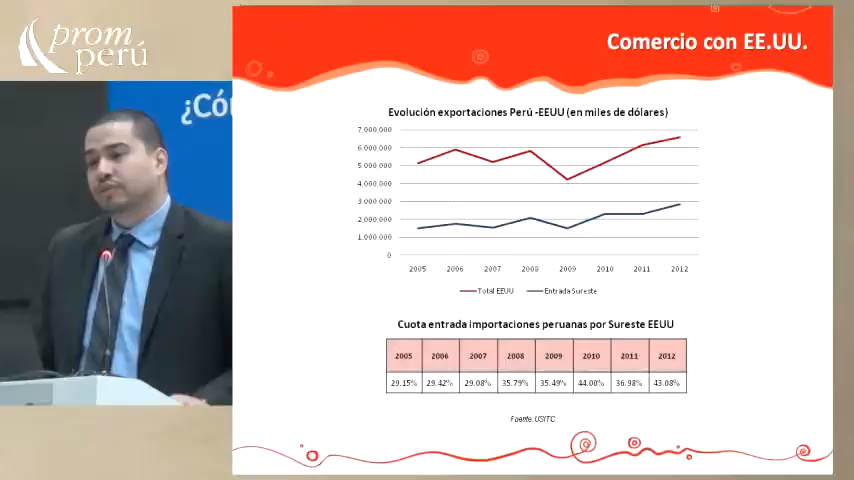 prom
perú
¿Cór
Comercio con EE.UU.
Evolución exportaciones Perú -EEUU (en miles de dólares)
7,000,000
6,000,000
5,000,000
4,000,000
3,000,000
2,000,000
1,000,000
0
2005 2006 2007 2008 2009 2010 2011 2012
Total EEUU Entrada Sureste
Cuota entrada importaciones peruanas por Sureste EEUU
2005 2006 2007 2008 2009 2010 2011 2012
29.15% 29.42% 29.08% 35.79% 35.49% 44.00% 36.98% 43.08%
Fuente: USITC